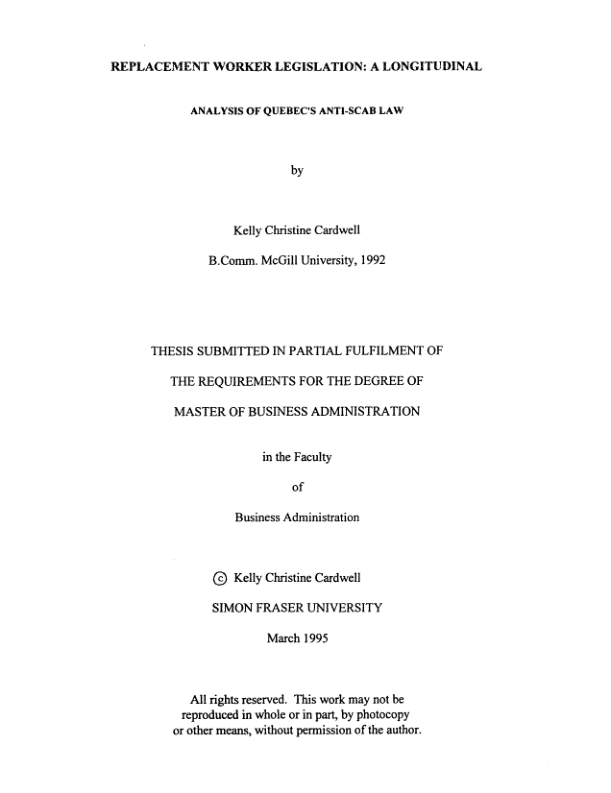 REPLACEMENT WORKER LEGISLATION: A LONGITUDINAL
ANALYSIS OF QUEBEC'S ANTI-SCAB LAW
by
Kelly Christine Cardwell
B.Comm. McGill University, 1992
THESIS SUBMITTED IN PARTIAL FULFILMENT OF
THE REQUIREMENTS FOR THE DEGREE OF
MASTER OF BUSINESS ADMINISTRATION
in the Faculty
of
Business Administration
© Kelly Christine Cardwell
SIMON FRASER UNIVERSITY
March 1995
All rights reserved. This work may not be
reproduced in whole or in part, by photocopy
or other means, without permission of the author.